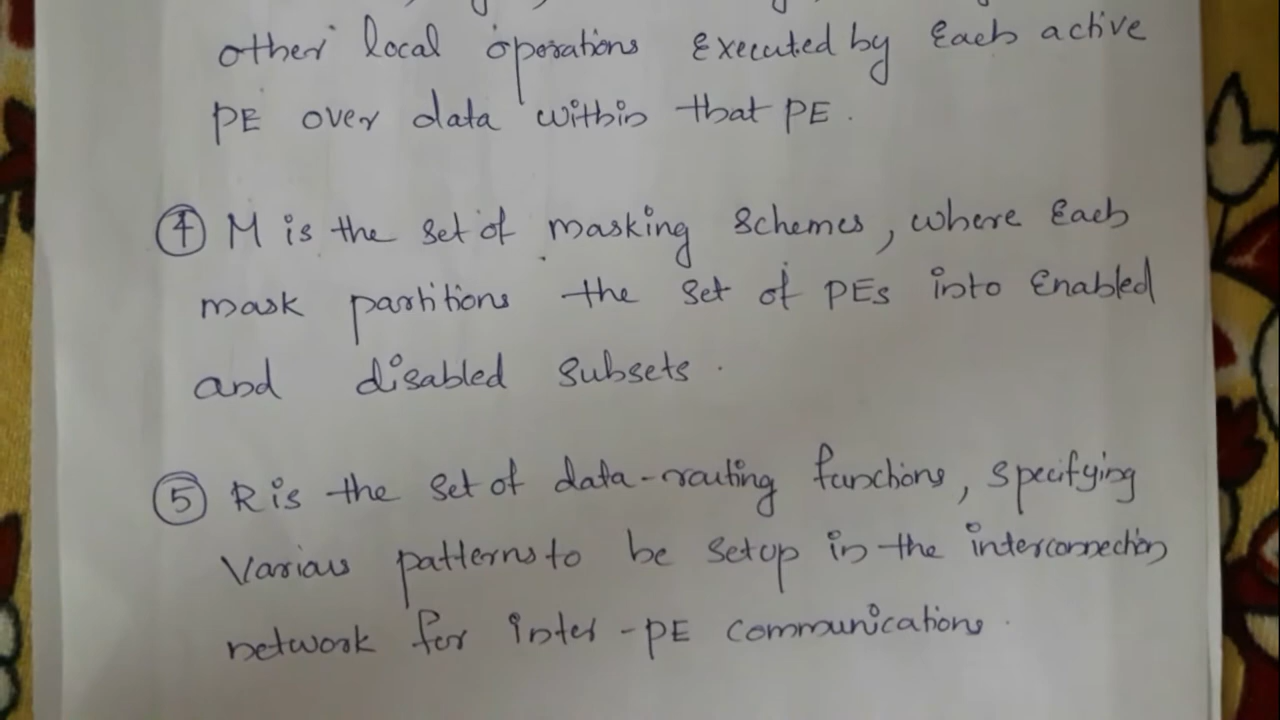 other local operations executed by each active
PE over data within that PE.
④ M is the set of masking schemes, where each
mask partitions the set of PEs into enabled
and disabled subsets.
⑤ R is the set of data-routing functions, specifying
various patterns to be setup in the interconnection
network for inter-PE communications.